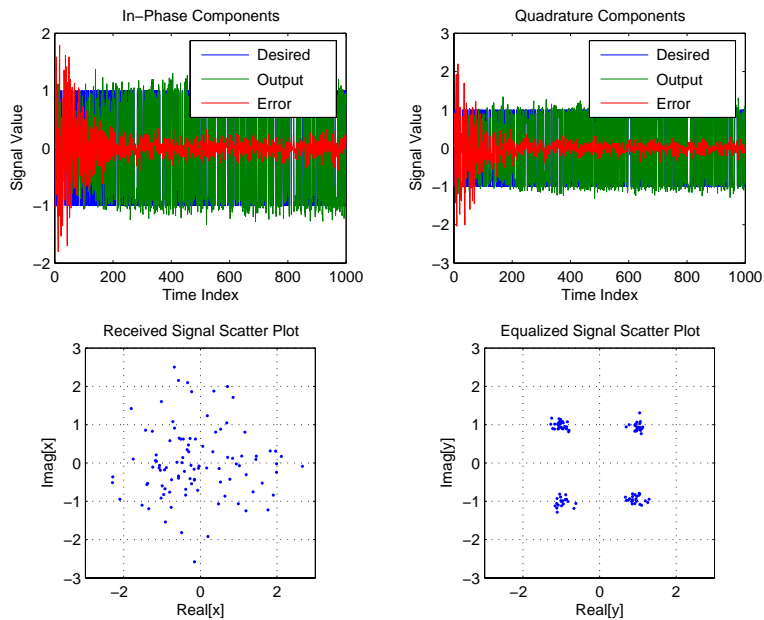 In−Phase Components
Signal Value
2
1
0
−1
−2
0 200 400 600 800 1000
Time Index
Desired
Output
Error
Quadrature Components
Signal Value
3
2
1
0
−1
−2
−3
0 200 400 600 800 1000
Time Index
Desired
Output
Error
Received Signal Scatter Plot
Imag[x]
3
2
1
0
−1
−2
−3
−2 0 2
Real[x]
Equalized Signal Scatter Plot
Imag[y]
3
2
1
0
−1
−2
−3
−2 0 2
Real[y]